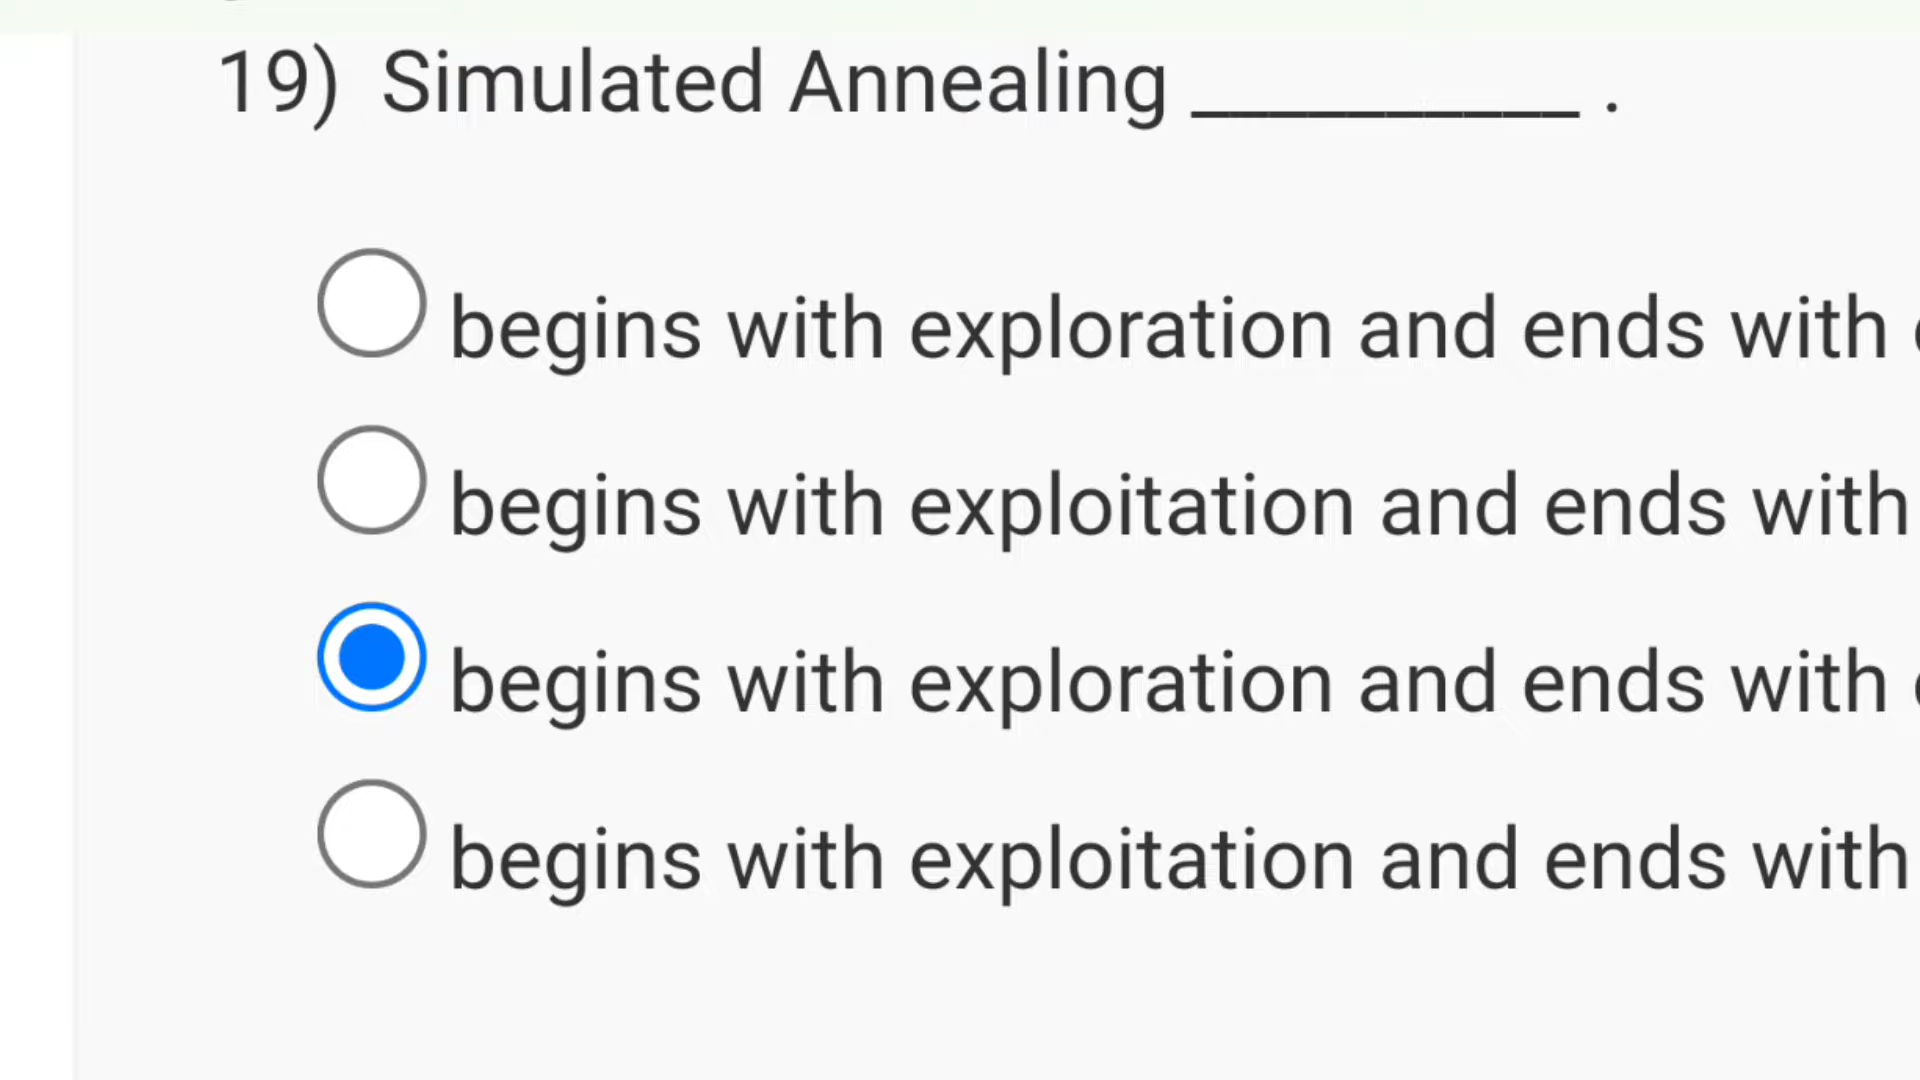 19) Simulated Annealing __________ .
begins with exploration and ends with
begins with exploitation and ends with
begins with exploration and ends with
begins with exploitation and ends with